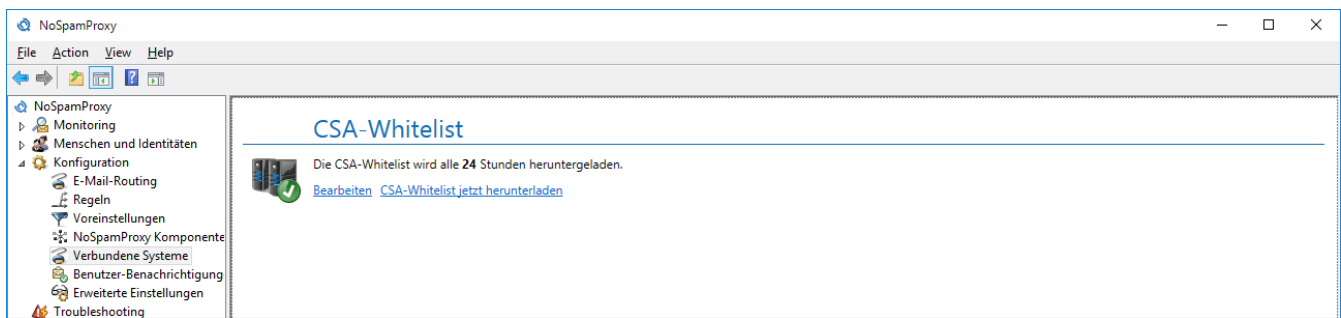 NoSpamProxy
File Action View Help
NoSpamProxy
Monitoring
Menschen und Identitäten
Konfiguration
E-Mail-Routing
Regeln
Voreinstellungen
NoSpamProxy Komponente
Verbundene Systeme
Benutzer-Benachrichtigung
Erweiterte Einstellungen
Troubleshooting
CSA-Whitelist
Die CSA-Whitelist wird alle 24 Stunden heruntergeladen.
Bearbeiten CSA-Whitelist jetzt herunterladen